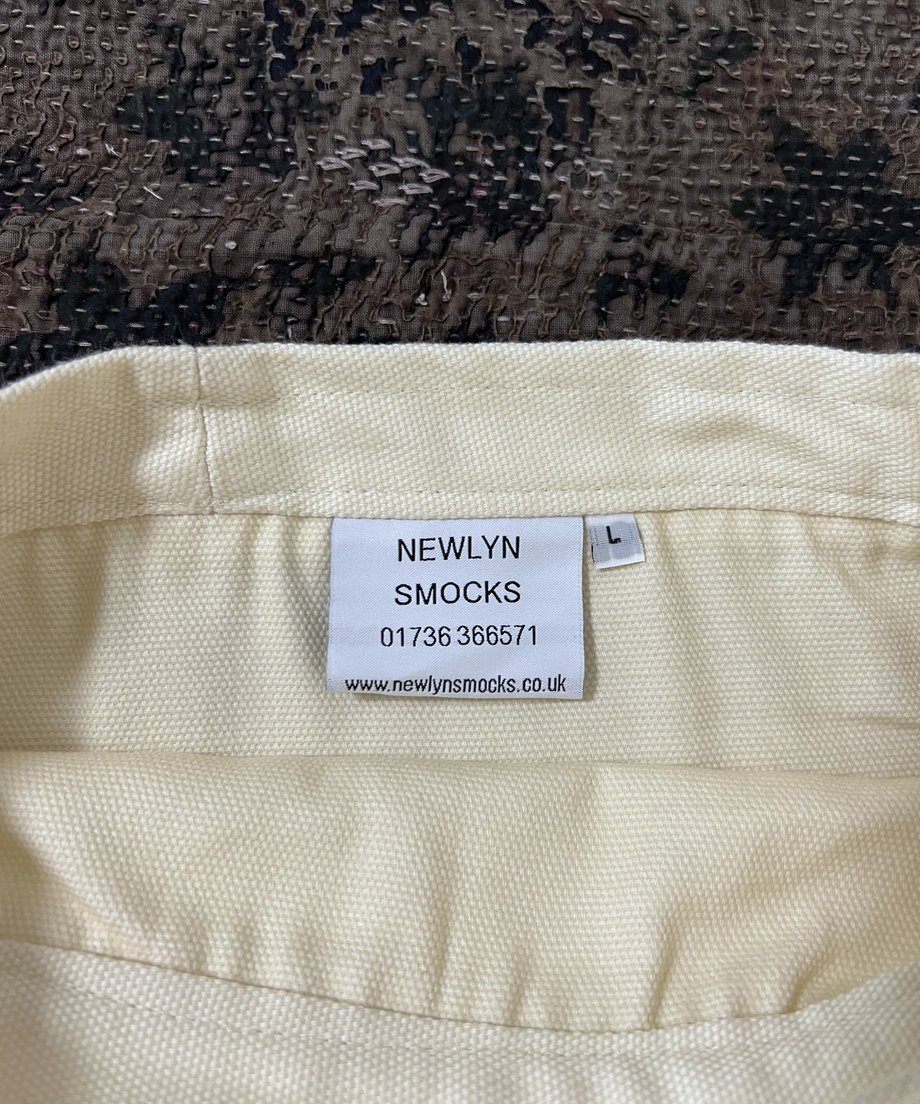 NEWLYN
SMOCKS
01736 366571
www.newlynsmocks.co.uk
L